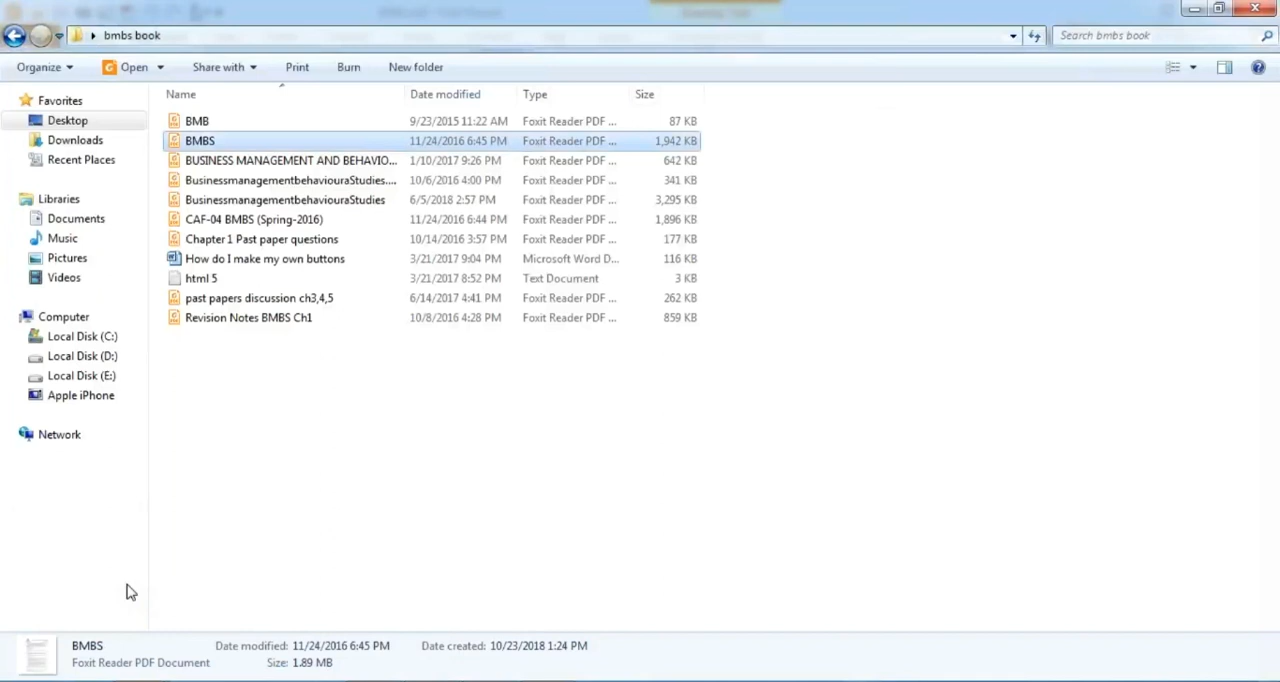 bmbs book
Search bmbs book
Organize Open Share with Print Burn New folder
Name Date modified Type Size
Favorites
Desktop
Downloads
Recent Places
Libraries
Documents
Music
Pictures
Videos
Computer
Local Disk (C:)
Local Disk (D:)
Local Disk (E:)
Apple iPhone
Network
BMB 9/23/2015 11:22 AM Foxit Reader PDF ... 87 KB
BMBS 11/24/2016 6:45 PM Foxit Reader PDF ... 1,942 KB
BUSINESS MANAGEMENT AND BEHAVIO... 1/10/2017 9:26 PM Foxit Reader PDF ... 642 KB
BusinessmanagementbehaviouraStudies.... 10/6/2016 4:00 PM Foxit Reader PDF ... 341 KB
BusinessmanagementbehaviouraStudies 6/5/2018 2:57 PM Foxit Reader PDF ... 3,295 KB
CAF-04 BMBS (Spring-2016) 11/24/2016 6:44 PM Foxit Reader PDF ... 1,896 KB
Chapter 1 Past paper questions 10/14/2016 3:57 PM Foxit Reader PDF ... 177 KB
How do I make my own buttons 3/21/2017 9:04 PM Microsoft Word D... 116 KB
html 5 3/21/2017 8:52 PM Text Document 3 KB
past papers discussion ch3,4,5 6/14/2017 4:41 PM Foxit Reader PDF ... 262 KB
Revision Notes BMBS Ch1 10/8/2016 4:28 PM Foxit Reader PDF ... 859 KB
BMBS Date modified: 11/24/2016 6:45 PM Date created: 10/23/2018 1:24 PM
Foxit Reader PDF Document Size: 1.89 MB